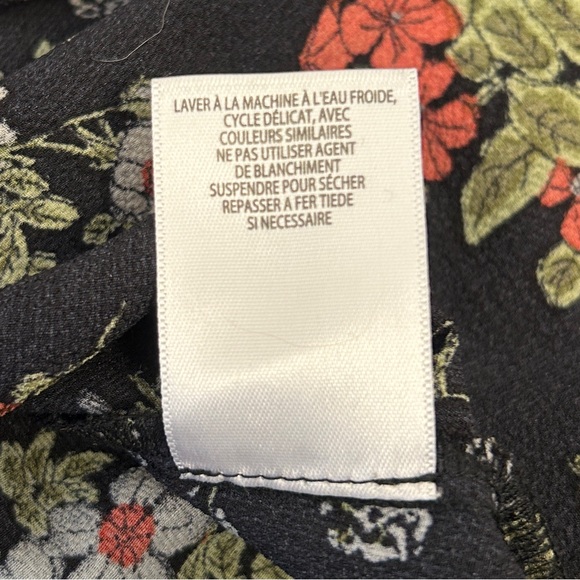 LAVER À LA MACHINE À L'EAU FROIDE,
CYCLE DÉLICAT, AVEC
COULEURS SIMILAIRES
NE PAS UTILISER AGENT
DE BLANCHIMENT
SUSPENDRE POUR SÉCHER
REPASSER A FER TIEDE
SI NECESSAIRE